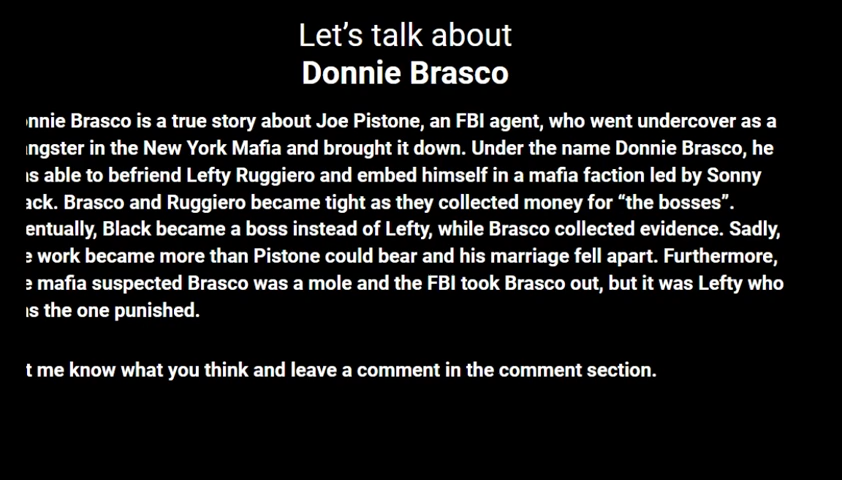 Let's talk about
Donnie Brasco
nnie Brasco is a true story about Joe Pistone, an FBI agent, who went undercover as a
ngster in the New York Mafia and brought it down. Under the name Donnie Brasco, he
s able to befriend Lefty Ruggiero and embed himself in a mafia faction led by Sonny
ack. Brasco and Ruggiero became tight as they collected money for “the bosses”.
entually, Black became a boss instead of Lefty, while Brasco collected evidence. Sadly,
e work became more than Pistone could bear and his marriage fell apart. Furthermore,
e mafia suspected Brasco was a mole and the FBI took Brasco out, but it was Lefty who
s the one punished.
t me know what you think and leave a comment in the comment section.